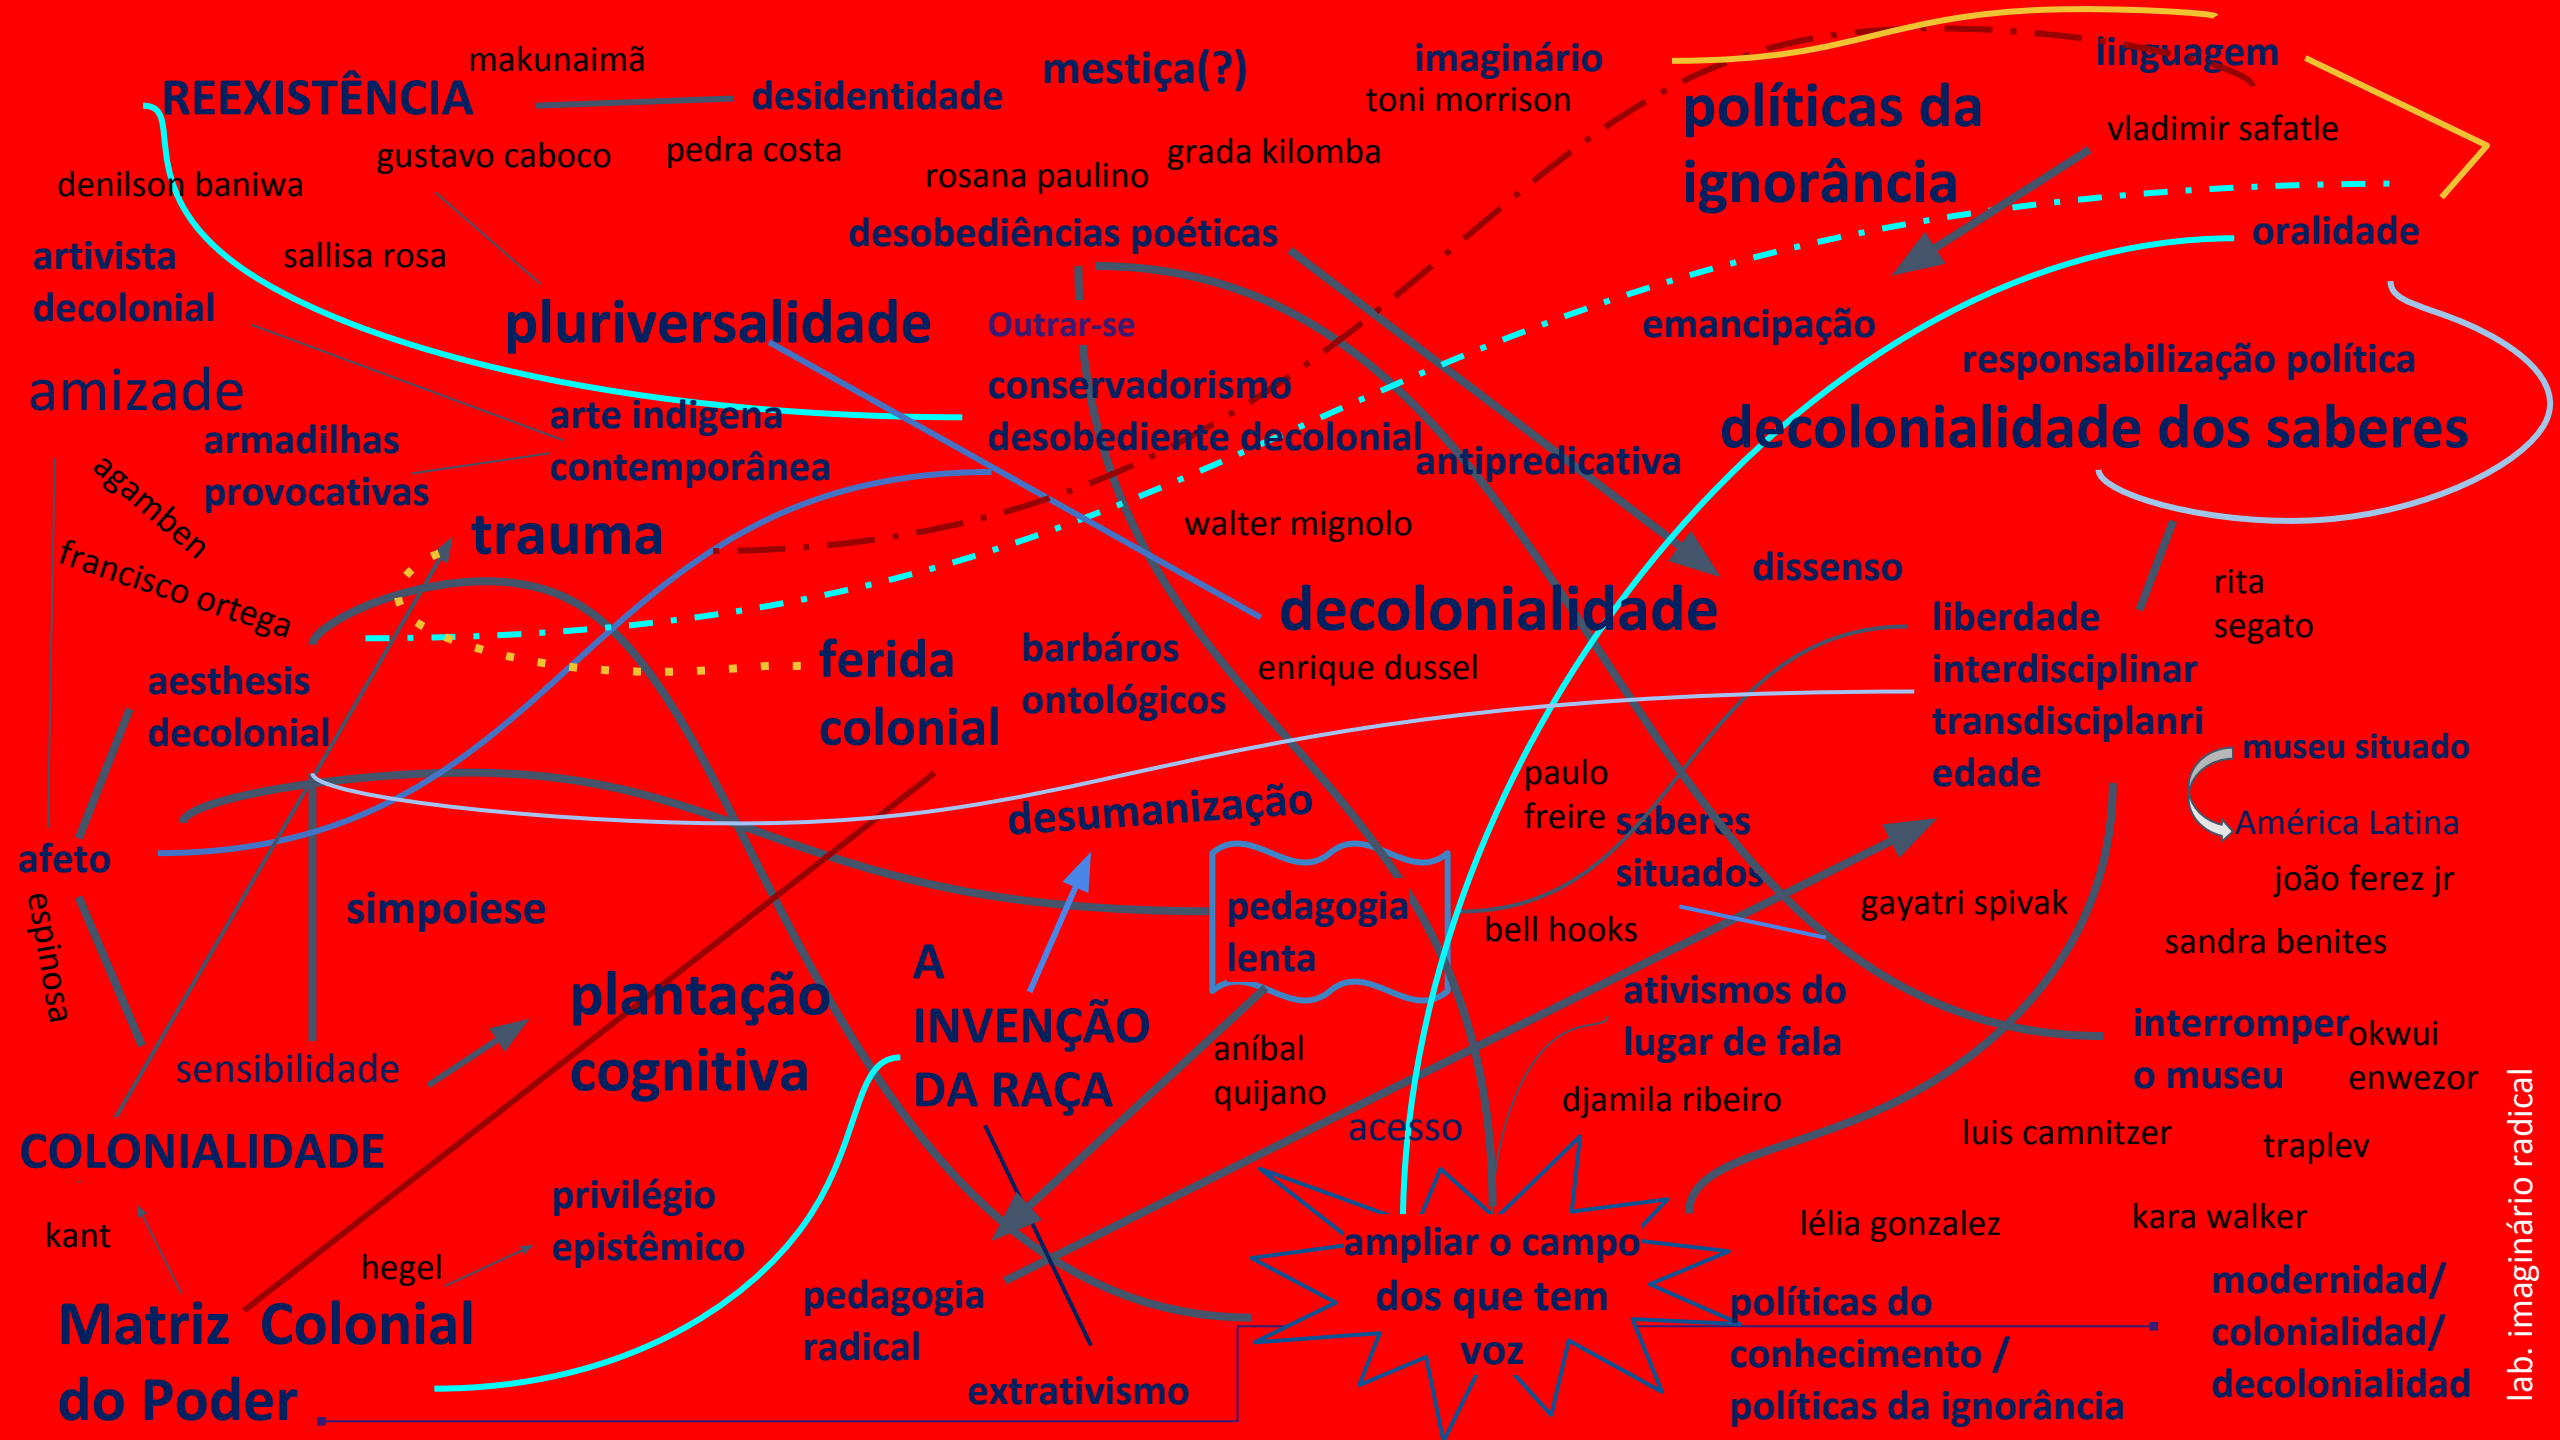 makunaimã
REEXISTÊNCIA
desidentidade
mestiça(?)
imaginário
toni morrison
linguagem
políticas da
ignorância
vladimir safatle
gustavo caboco
pedra costa
grada kilomba
rosana paulino
denilson baniwa
desobediências poéticas
oralidade
artivista
decolonial
sallisa rosa
pluriversalidade
Outrar-se
emancipação
responsabilização política
amizade
conservadorismo
desobediente decolonial
arte indigena
contemporânea
armadilhas
provocativas
antipredicativa
decolonialidade dos saberes
agamben
francisco ortega
trauma
walter mignolo
dissenso
decolonialidade
enrique dussel
rita
segato
liberdade
interdisciplinar
transdisciplanri
edade
aesthesis
decolonial
ferida
colonial
barbáros
ontológicos
museu situado
América Latina
paulo
freire
saberes
situados
desumanização
afeto
espinosa
simpoiese
pedagogia
lenta
bell hooks
gayatri spivak
joão ferez jr
sandra benites
A
INVENÇÃO
DA RAÇA
plantação
cognitiva
ativismos do
lugar de fala
aníbal
quijano
interromper
o museu
okwui
enwezor
sensibilidade
acesso
djamila ribeiro
luis camnitzer
traplev
COLONIALIDADE
kant
hegel
privilégio
epistêmico
Matriz Colonial
do Poder
pedagogia
radical
extrativismo
ampliar o campo
dos que tem
voz
lélia gonzalez
kara walker
políticas do
conhecimento /
políticas da ignorância
modernidad/
colonialidad/
decolonialidad
lab. imaginário radical